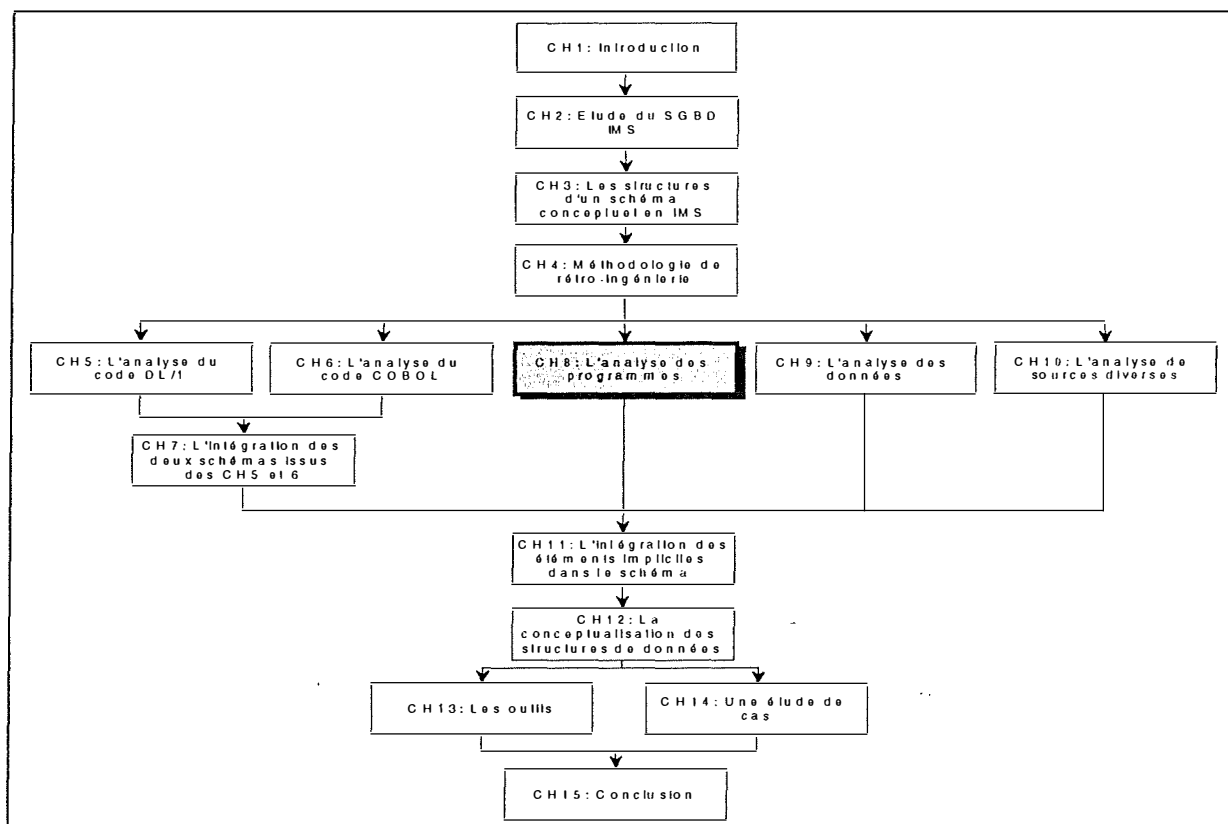 CH1: Introduction
CH2: Etude du SGBD
IMS
CH3: Les structures
d'un schéma
conceptuel en IMS
CH4: Méthodologie de
rétro-ingénierie
CH5: L'analyse du
code DL/1
CH6: L'analyse du
code COBOL
CH8: L'analyse des
programmes
CH9: L'analyse des
données
CH10: L'analyse de
sources diverses
CH7: L'intégration des
deux schémas issus
des CH5 et 6
CH11: L'intégration des
éléments implicites
dans le schéma
CH12: La
conceptualisation des
structures de données
CH13: Les outils
CH14: Une étude de
cas
CH15: Conclusion